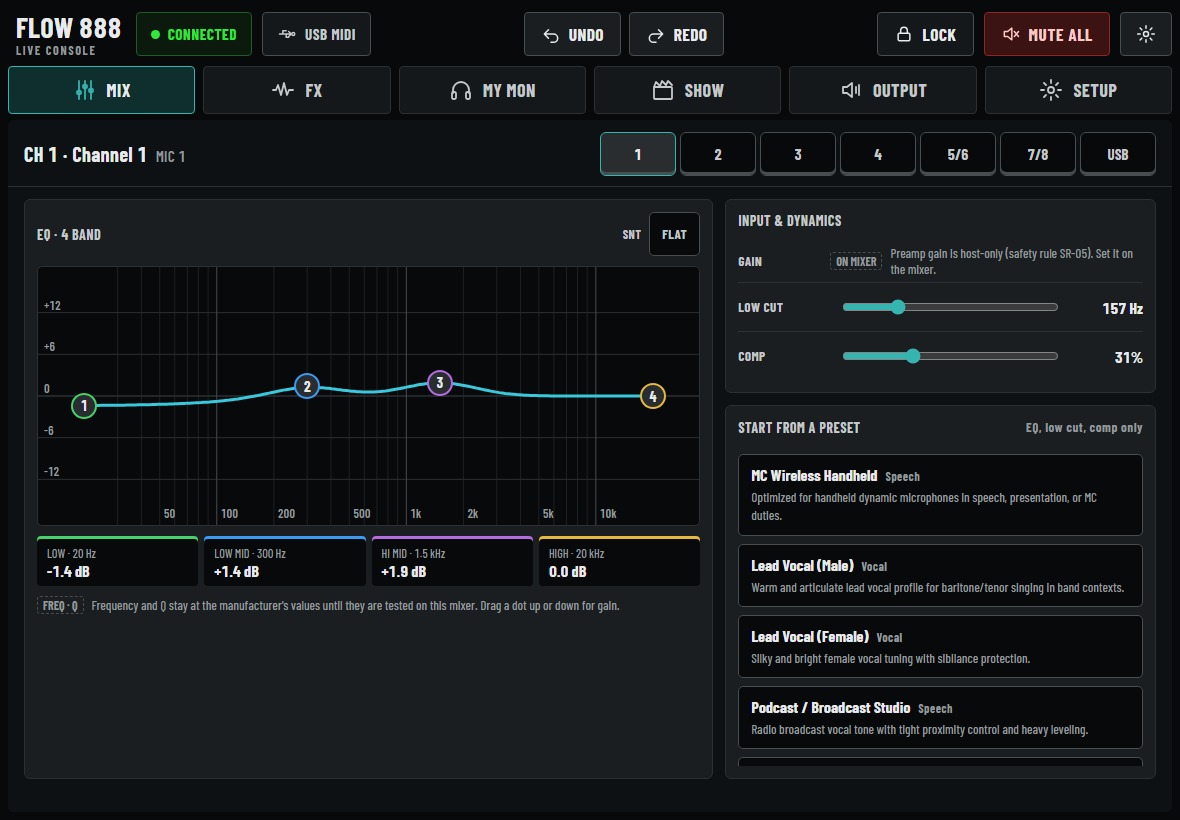 FLOW 888
LIVE CONSOLE
CONNECTED
USB MIDI
UNDO
REDO
LOCK
MUTE ALL
MIX
FX
MY MON
SHOW
OUTPUT
SETUP
CH 1 · Channel 1 MIC 1
1
2
3
4
5/6
7/8
USB
EQ · 4 BAND
SNT
FLAT
+12
+6
0
-6
-12
1
2
3
4
50
100
200
500
1k
2k
5k
10k
LOW · 20 Hz
-1.4 dB
LOW MID · 300 Hz
+1.4 dB
HI MID · 1.5 kHz
+1.9 dB
HIGH · 20 kHz
0.0 dB
FREQ · Q Frequency and Q stay at the manufacturer's values until they are tested on this mixer. Drag a dot up or down for gain.
INPUT & DYNAMICS
GAIN
ON MIXER
Preamp gain is host-only (safety rule SR-05). Set it on
the mixer.
LOW CUT
157 Hz
COMP
31%
START FROM A PRESET
EQ, low cut, comp only
MC Wireless Handheld Speech
Optimized for handheld dynamic microphones in speech, presentation, or MC
duties.
Lead Vocal (Male) Vocal
Warm and articulate lead vocal profile for baritone/tenor singing in band contexts.
Lead Vocal (Female) Vocal
Silky and bright female vocal tuning with sibilance protection.
Podcast / Broadcast Studio Speech
Radio broadcast vocal tone with tight proximity control and heavy leveling.